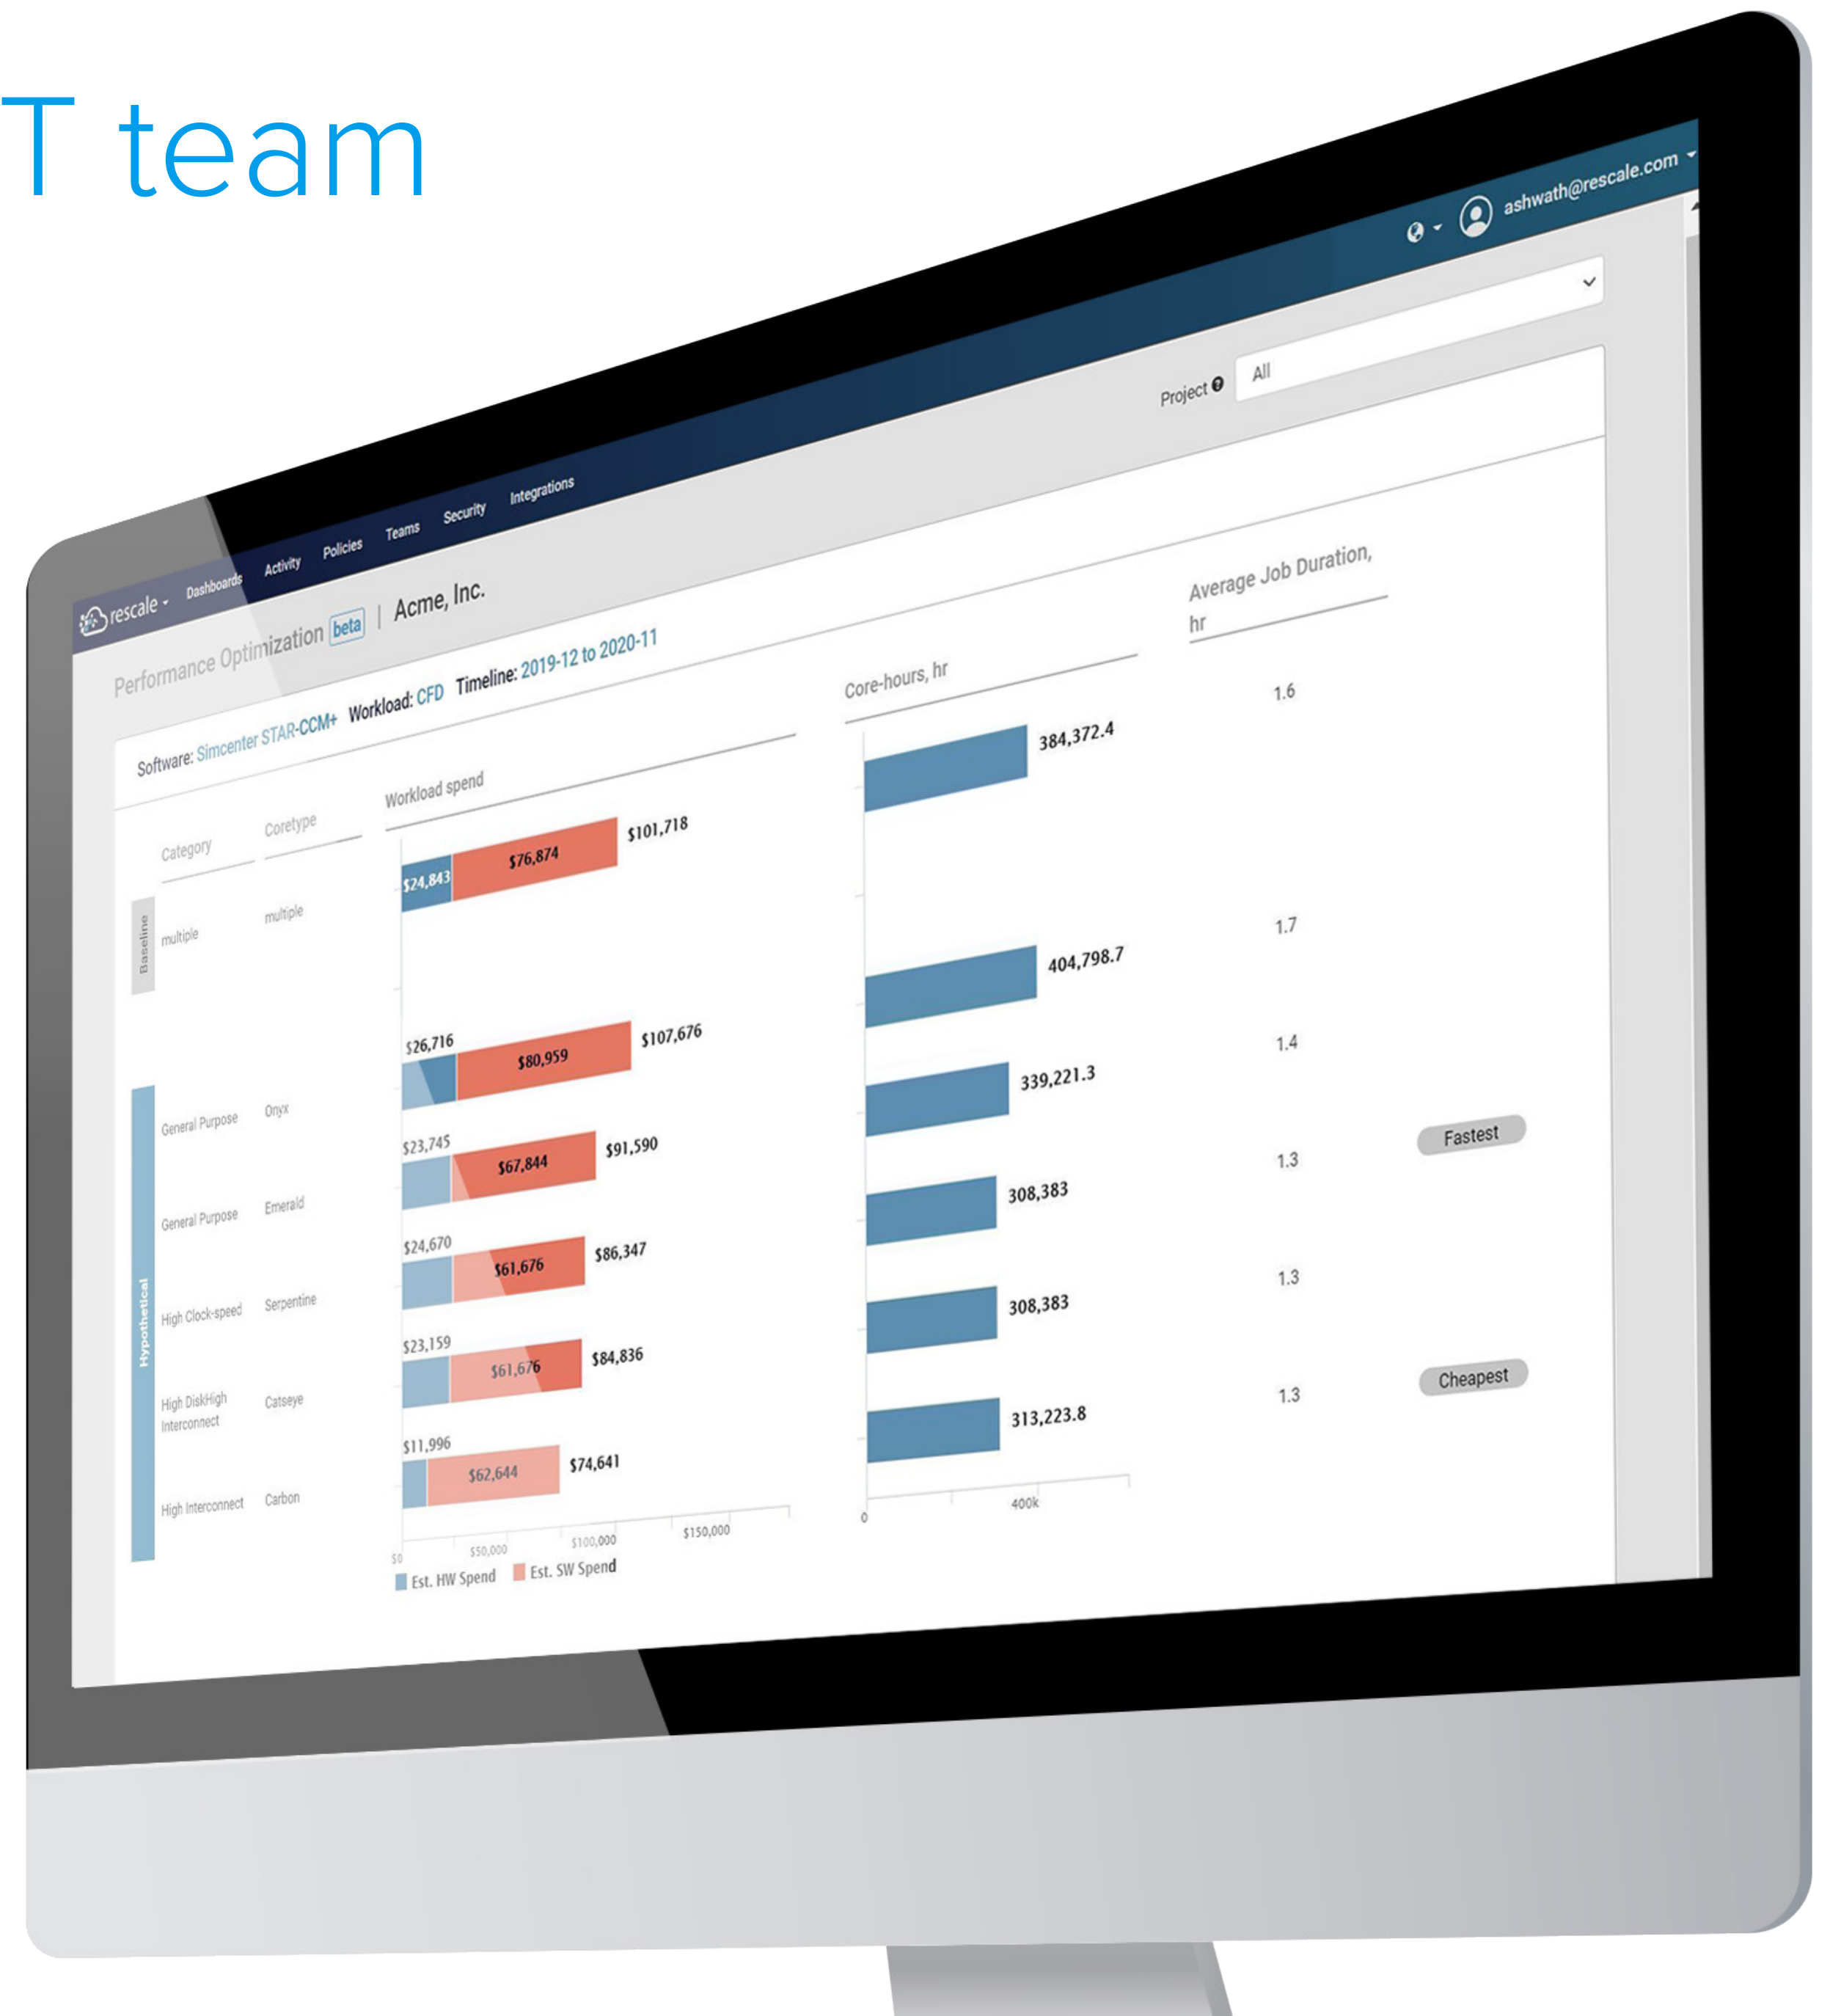 T team
rescale
Dashboards
Activity
Policies
Teams
Security
Integrations
ashwath@rescale.com
Performance Optimization beta | Acme, Inc.
Project
All
Software: Simcenter STAR-CCM+ Workload: CFD Timeline: 2019-12 to 2020-11
Category
Coretype
Workload spend
Core-hours, hr
Average Job Duration,
hr
Baseline
multiple
multiple
$24,843
$76,874
$101,718
384,372.4
1.6
Hypothetical
General Purpose
Onyx
$26,716
$80,959
$107,676
404,798.7
1.7
General Purpose
Emerald
$23,745
$67,844
$91,590
339,221.3
1.4
High Clock-speed
Serpentine
$24,670
$61,676
$86,347
308,383
1.3
Fastest
High DiskHigh
Interconnect
Catseye
$23,159
$61,676
$84,836
308,383
1.3
High Interconnect
Carbon
$11,996
$62,644
$74,641
313,223.8
1.3
Cheapest
$0
$50,000
$100,000
$150,000
0
400k
Est. HW Spend
Est. SW Spend